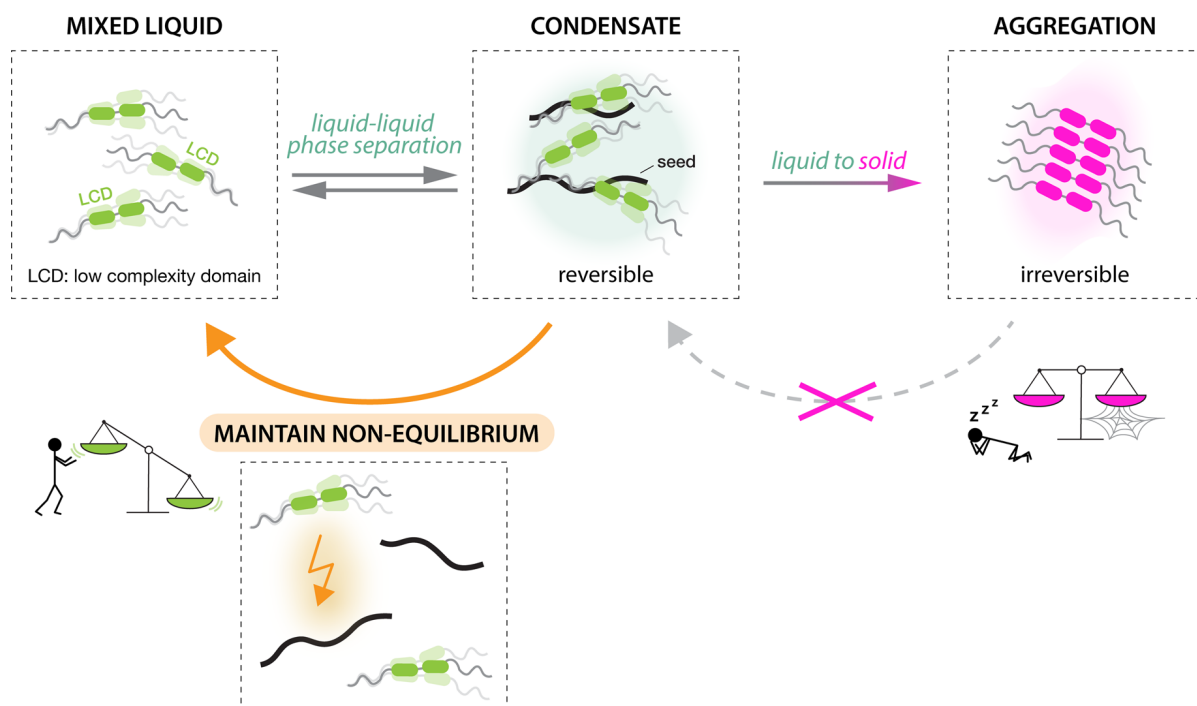 MIXED LIQUID
CONDENSATE
AGGREGATION
LCD
LCD
LCD: low complexity domain
liquid-liquid
phase separation
seed
reversible
liquid to solid
irreversible
MAINTAIN NON-EQUILIBRIUM
z z z